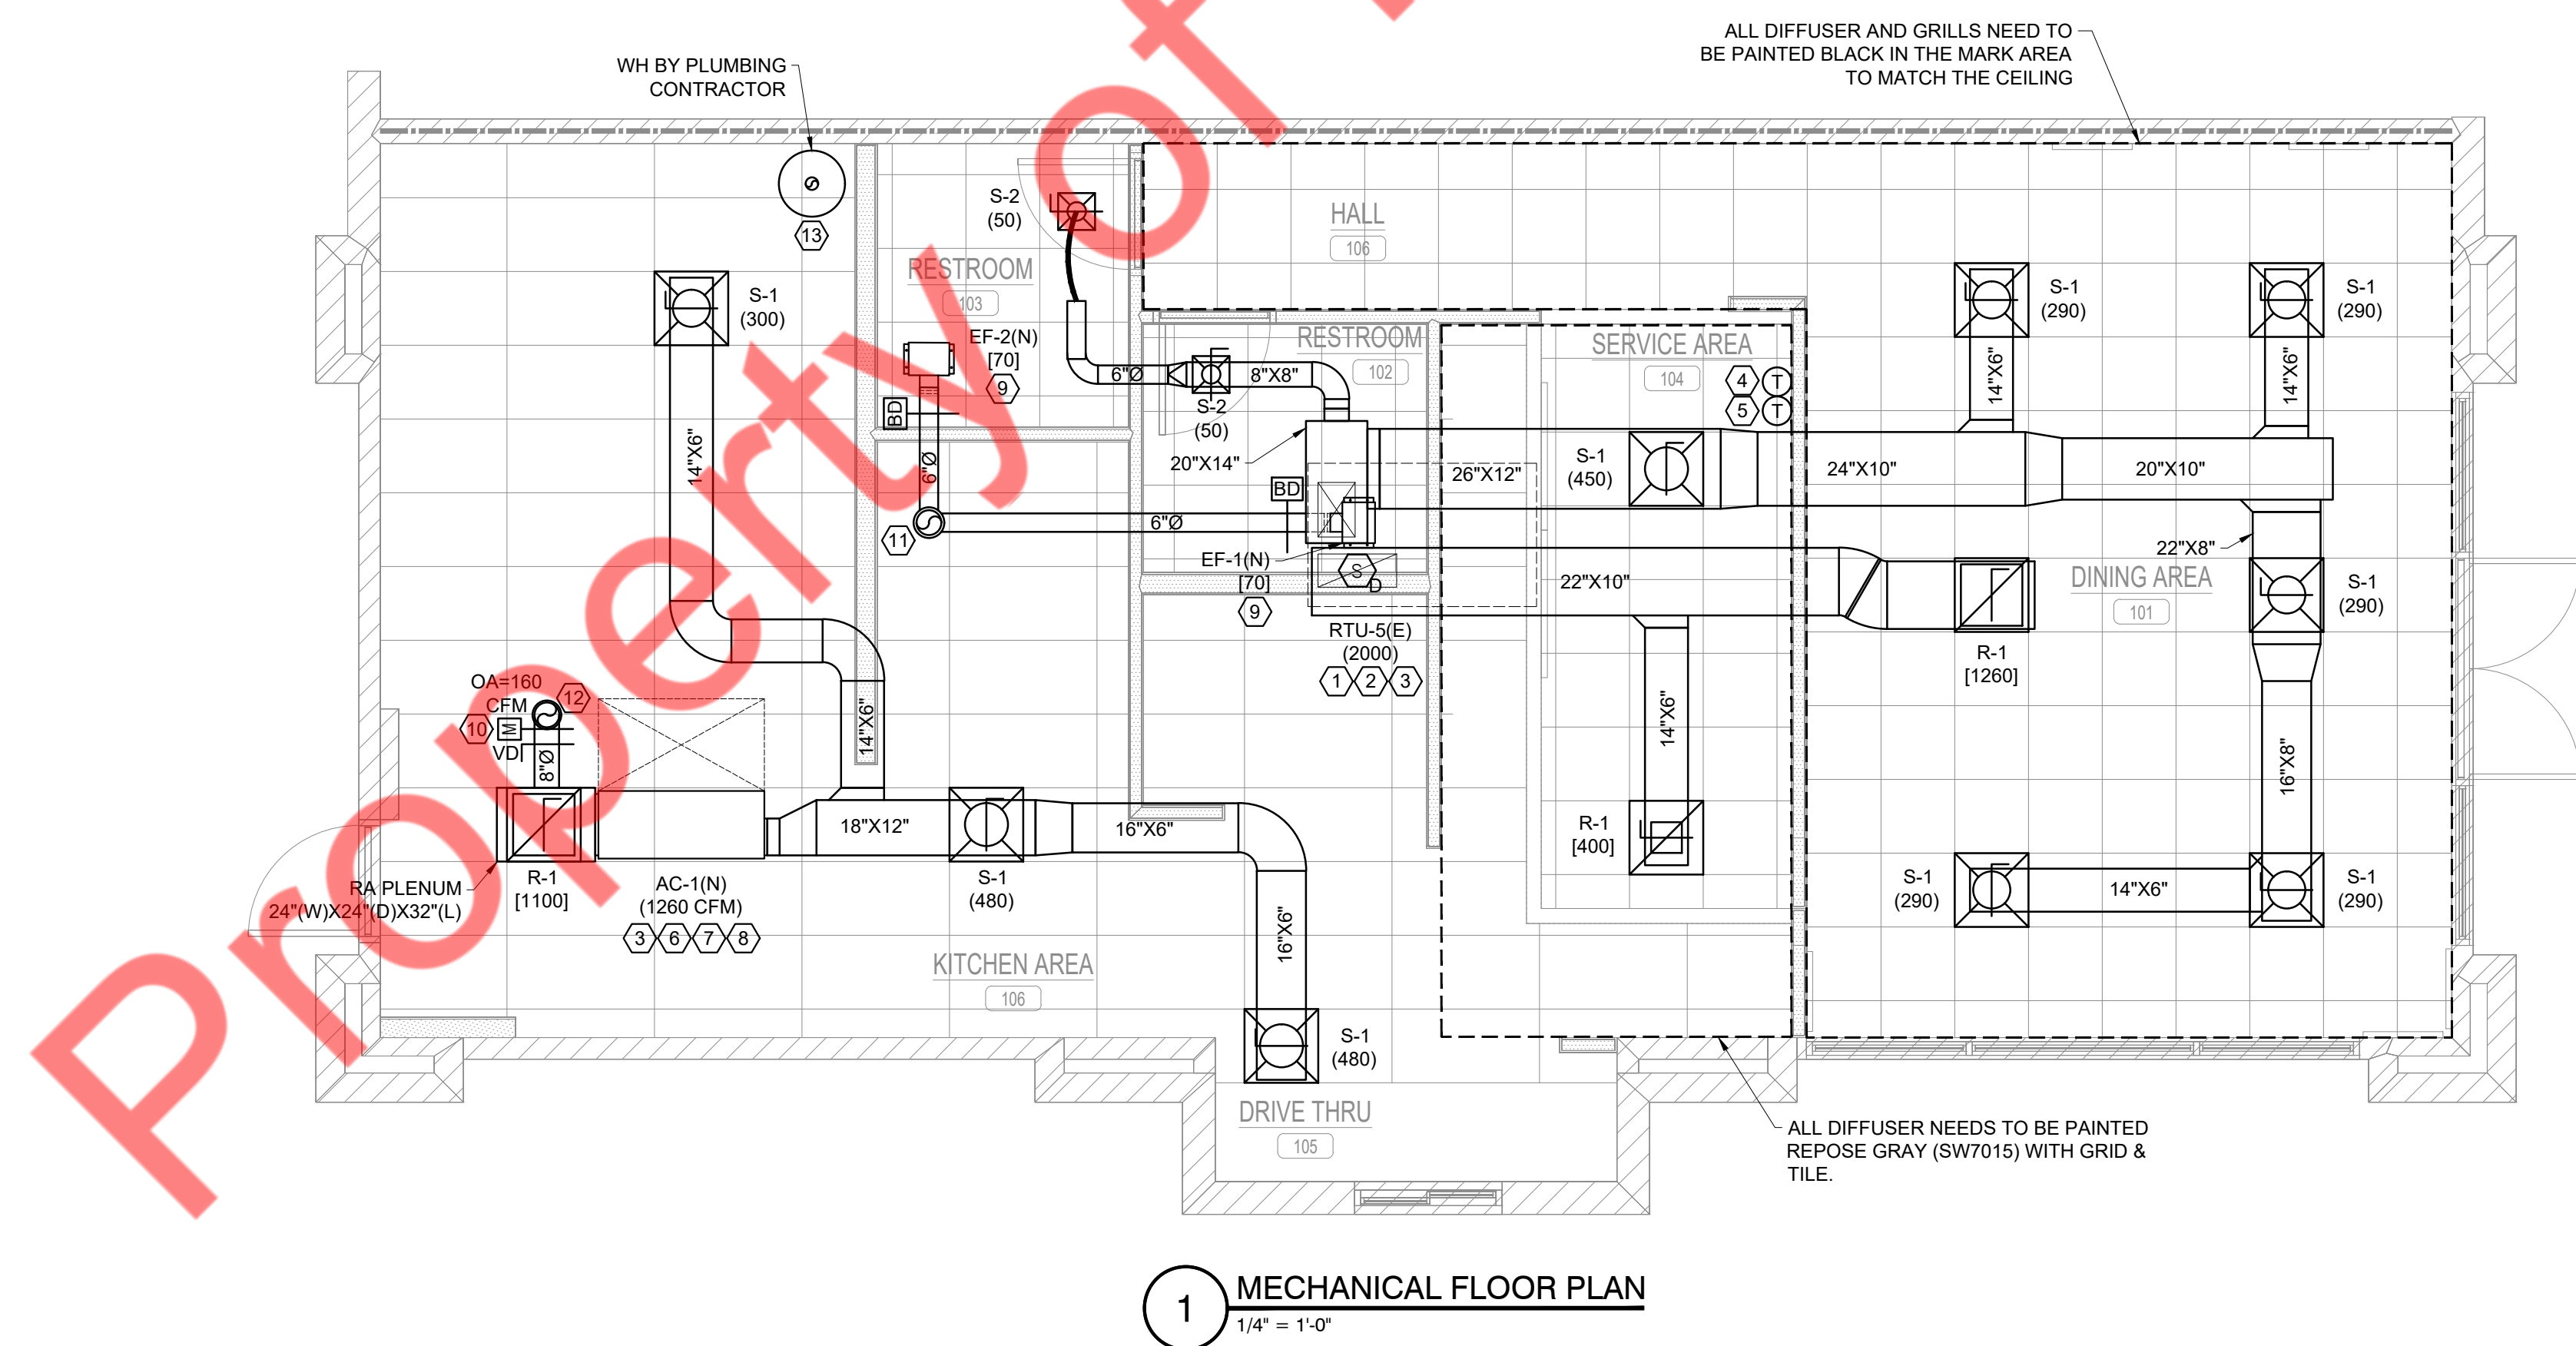 ALL DIFFUSER AND GRILLS NEED TO
BE PAINTED BLACK IN THE MARK AREA
TO MATCH THE CEILING
WH BY PLUMBING
CONTRACTOR
13
S-2
(50)
HALL
106
RESTROOM
103
S-1
(300)
S-1
(290)
S-1
(290)
EF-2(N)
[70]
9
BD
RESTROOM
102
SERVICE AREA
104
4
T
5
T
6"Ø
8"X8"
S-2
(50)
14"X6"
14"X6"
14"X6"
6"Ø
20"X14"
BD
26"X12"
S-1
(450)
24"X10"
20"X10"
11
6"Ø
22"X8"
EF-1(N)
[70]
9
S
D
22"X10"
DINING AREA
101
S-1
(290)
RTU-5(E)
(2000)
1
2
3
R-1
[1260]
OA=160
CFM
12
10
M
VD
8"Ø
14"X6"
14"X6"
16"X8"
18"X12"
16"X6"
R-1
[400]
RA PLENUM
24"(W)X24"(D)X32"(L)
R-1
[1100]
AC-1(N)
(1260 CFM)
3
6
7
8
S-1
(480)
16"X6"
S-1
(290)
14"X6"
S-1
(290)
KITCHEN AREA
106
S-1
(480)
DRIVE THRU
105
ALL DIFFUSER NEEDS TO BE PAINTED
REPOSE GRAY (SW7015) WITH GRID &
TILE.
1
MECHANICAL FLOOR PLAN
1/4" = 1'-0"
Property of